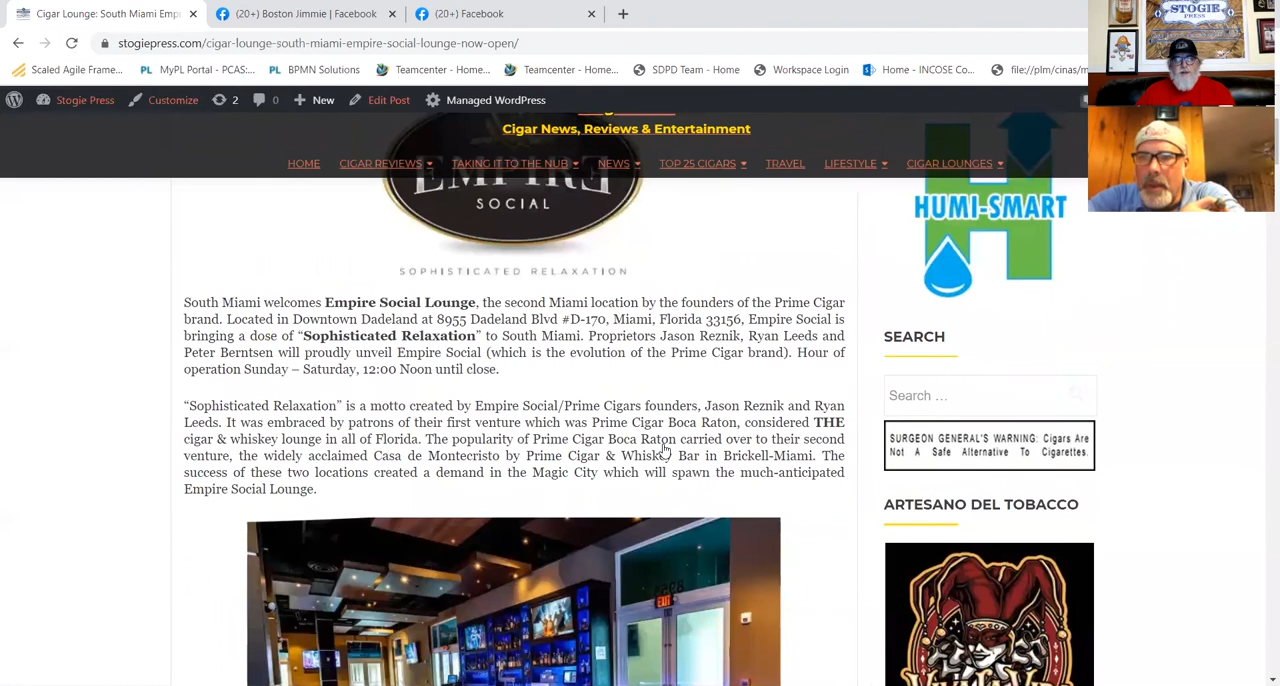 Cigar Lounge: South Miami Emp
(20+) Boston Jimmie | Facebook
(20+) Facebook
stogiepress.com/cigar-lounge-south-miami-empire-social-lounge-now-open/
Scaled Agile Frame...
MyPL Portal - PCAS:...
BPMN Solutions
Teamcenter - Home...
Teamcenter - Home...
SDPD Team - Home
Workspace Login
Home - INCOSE Co...
file://plm/cinas/m
Stogie Press
Customize
2
0
New
Edit Post
Managed WordPress
Cigar News, Reviews & Entertainment
HOME
CIGAR REVIEWS
TAKING IT TO THE NUB
NEWS
TOP 25 CIGARS
TRAVEL
LIFESTYLE
CIGAR LOUNGES
STOGIE
PRESS
EMPIRE
SOCIAL
SOPHISTICATED RELAXATION
South Miami welcomes Empire Social Lounge, the second Miami location by the founders of the Prime Cigar
brand. Located in Downtown Dadeland at 8955 Dadeland Blvd #D-170, Miami, Florida 33156, Empire Social is
bringing a dose of “Sophisticated Relaxation” to South Miami. Proprietors Jason Reznik, Ryan Leeds and
Peter Berntsen will proudly unveil Empire Social (which is the evolution of the Prime Cigar brand). Hour of
operation Sunday – Saturday, 12:00 Noon until close.
“Sophisticated Relaxation” is a motto created by Empire Social/Prime Cigars founders, Jason Reznik and Ryan
Leeds. It was embraced by patrons of their first venture which was Prime Cigar Boca Raton, considered THE
cigar & whiskey lounge in all of Florida. The popularity of Prime Cigar Boca Raton carried over to their second
venture, the widely acclaimed Casa de Montecristo by Prime Cigar & Whiskey Bar in Brickell-Miami. The
success of these two locations created a demand in the Magic City which will spawn the much-anticipated
Empire Social Lounge.
EXIT
HUMI-SMART
SEARCH
Search …
SURGEON GENERAL'S WARNING: Cigars Are
Not A Safe Alternative To Cigarettes.
ARTESANO DEL TOBACCO